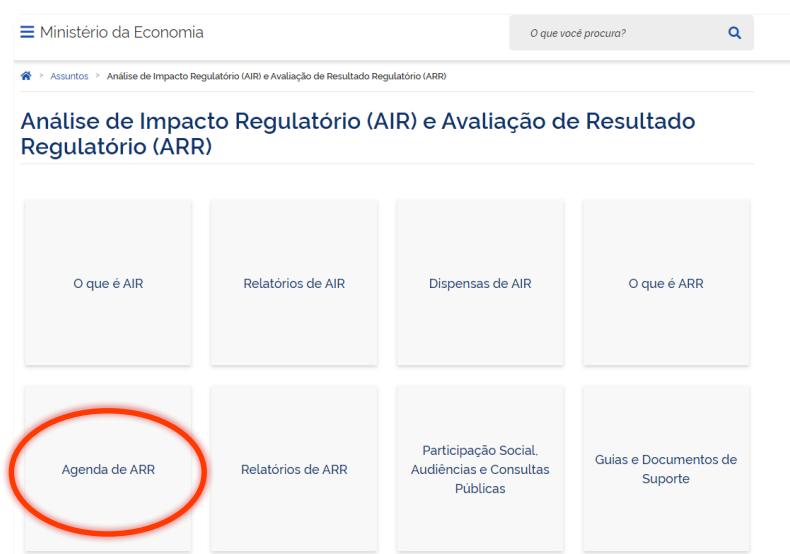 Ministério da Economia
O que você procura?
Assuntos > Análise de Impacto Regulatório (AIR) e Avaliação de Resultado Regulatório (ARR)
Análise de Impacto Regulatório (AIR) e Avaliação de Resultado
Regulatório (ARR)
O que é AIR
Relatórios de AIR
Dispensas de AIR
O que é ARR
Agenda de ARR
Relatórios de ARR
Participação Social,
Audiências e Consultas
Públicas
Guias e Documentos de
Suporte